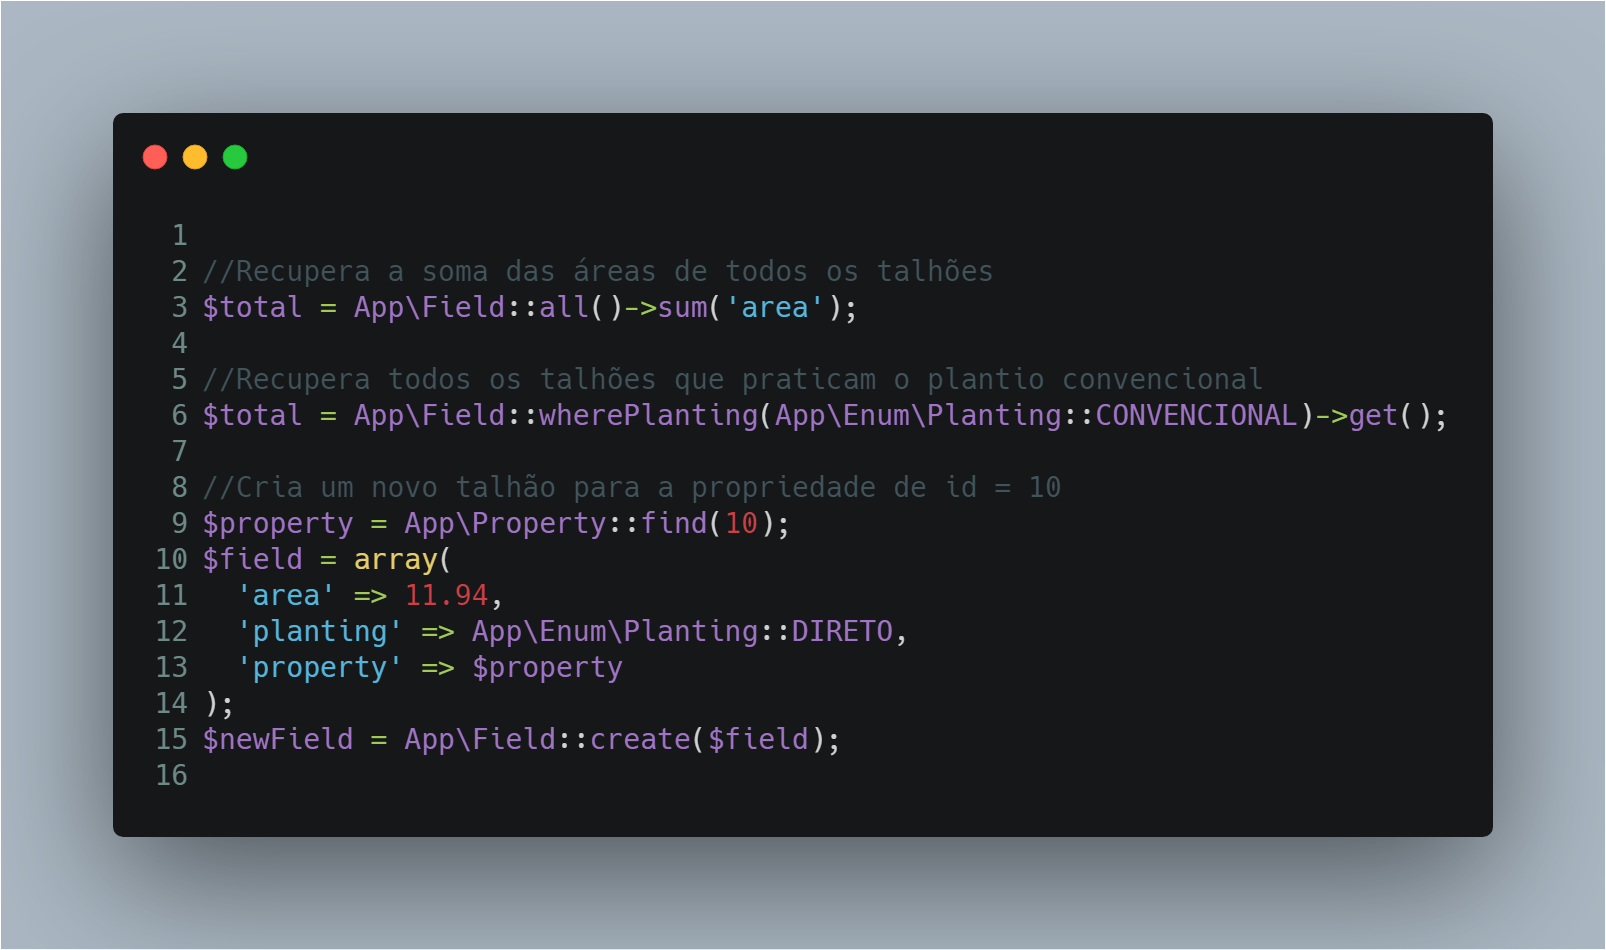 1
2 //Recupera a soma das áreas de todos os talhões
3 $total = App\Field::all()->sum('area');
4
5 //Recupera todos os talhões que praticam o plantio convencional
6 $total = App\Field::wherePlanting(App\Enum\Planting::CONVENCIONAL)->get();
7
8 //Cria um novo talhão para a propriedade de id = 10
9 $property = App\Property::find(10);
10 $field = array(
11   'area' => 11.94,
12   'planting' => App\Enum\Planting::DIRETO,
13   'property' => $property
14 );
15 $newField = App\Field::create($field);
16